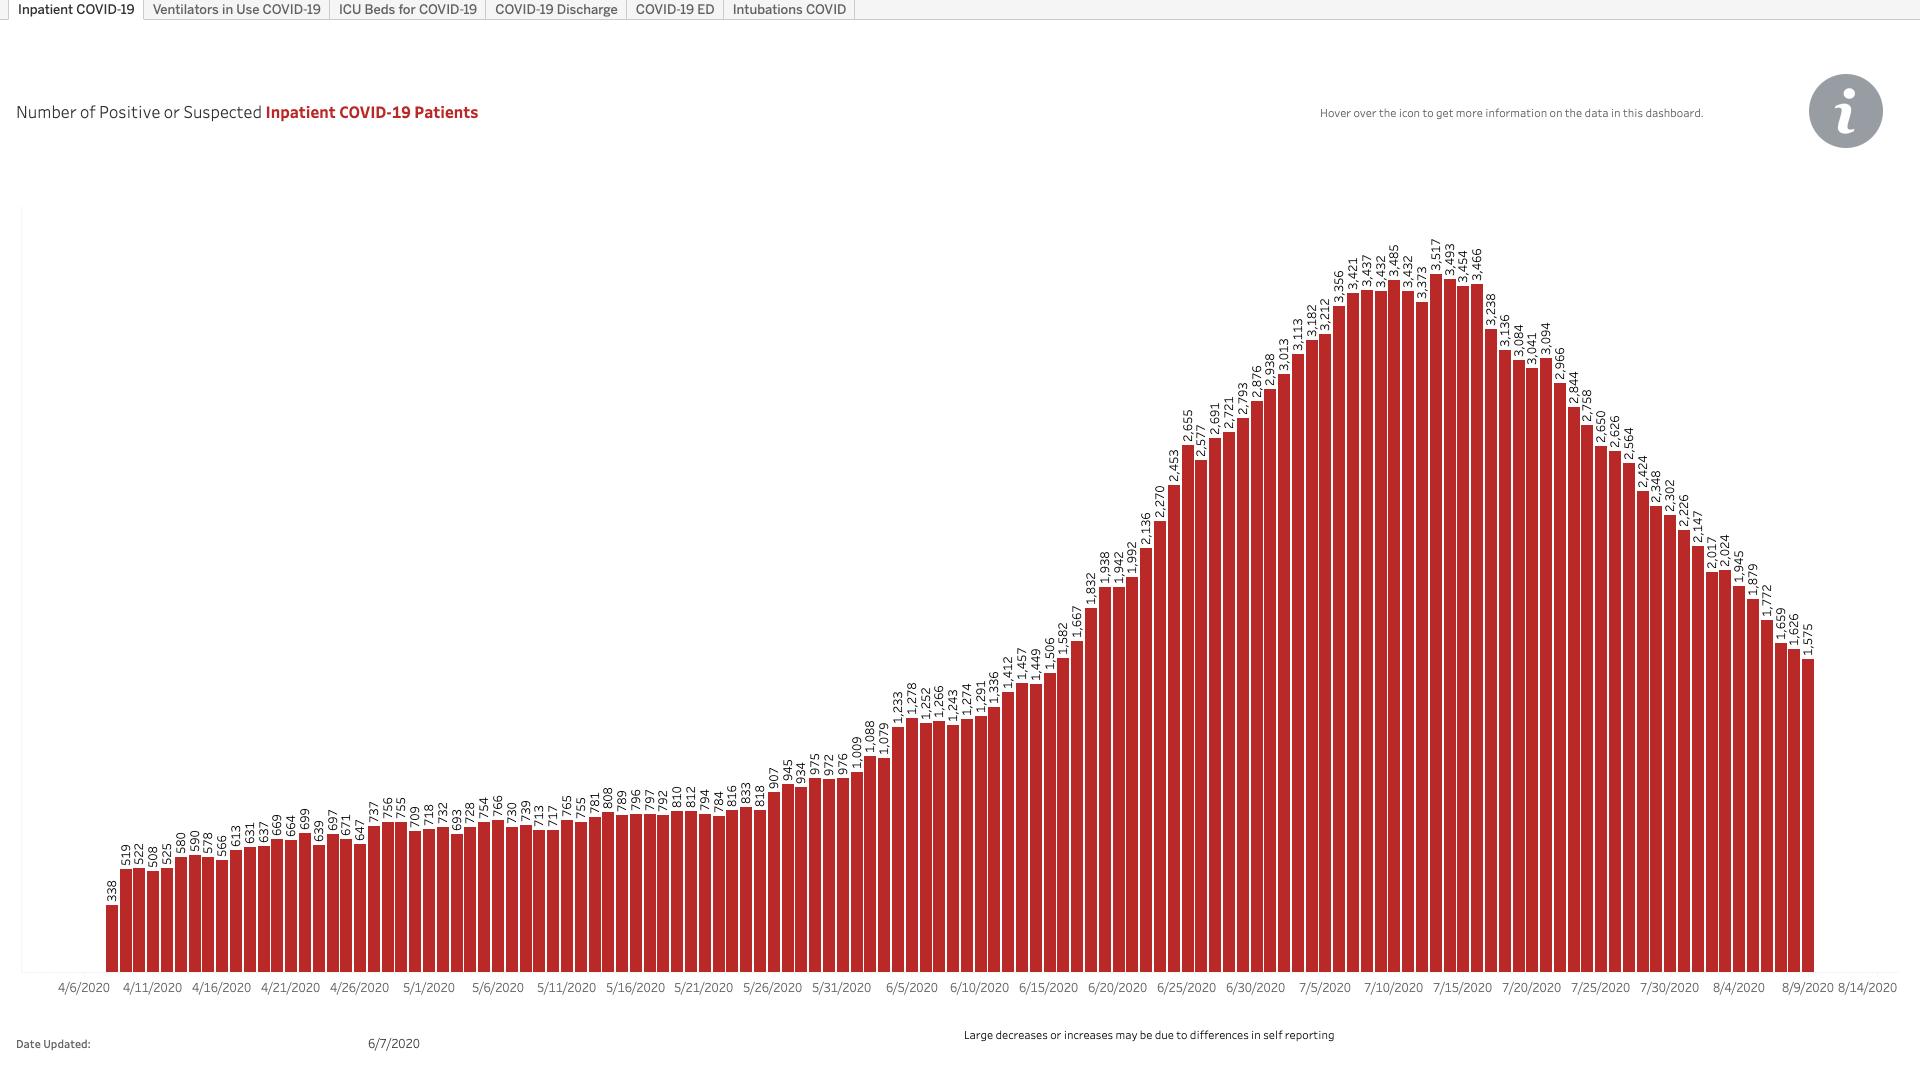 Inpatient COVID-19 Ventilators in Use COVID-19 ICU Beds for COVID-19 COVID-19 Discharge COVID-19 ED Intubations COVID
Number of Positive or Suspected Inpatient COVID-19 Patients
Hover over the icon to get more information on the data in this dashboard.
i
338 519 522 508 525 580 590 578 566 613 631 637 669 664 699 639 697 671 647 737 756 755 709 718 732 693 728 754 766 730 739 713 717 765 755 781 808 789 796 797 792 810 812 794 784 816 833 818 907 945 934 975 972 976 1,009 1,088 1,079 1,233 1,278 1,252 1,266 1,243 1,274 1,291 1,336 1,412 1,457 1,449 1,506 1,582 1,667 1,832 1,938 1,942 1,992 2,136 2,270 2,453 2,655 2,577 2,691 2,721 2,793 2,876 2,938 3,013 3,113 3,182 3,212 3,356 3,421 3,437 3,432 3,485 3,432 3,373 3,517 3,493 3,454 3,466 3,238 3,136 3,084 3,041 3,094 2,966 2,844 2,758 2,650 2,626 2,564 2,424 2,348 2,302 2,226 2,147 2,017 2,024 1,945 1,879 1,772 1,659 1,626 1,575
4/6/2020 4/11/2020 4/16/2020 4/21/2020 4/26/2020 5/1/2020 5/6/2020 5/11/2020 5/16/2020 5/21/2020 5/26/2020 5/31/2020 6/5/2020 6/10/2020 6/15/2020 6/20/2020 6/25/2020 6/30/2020 7/5/2020 7/10/2020 7/15/2020 7/20/2020 7/25/2020 7/30/2020 8/4/2020 8/9/2020 8/14/2020
Large decreases or increases may be due to differences in self reporting
Date Updated: 6/7/2020